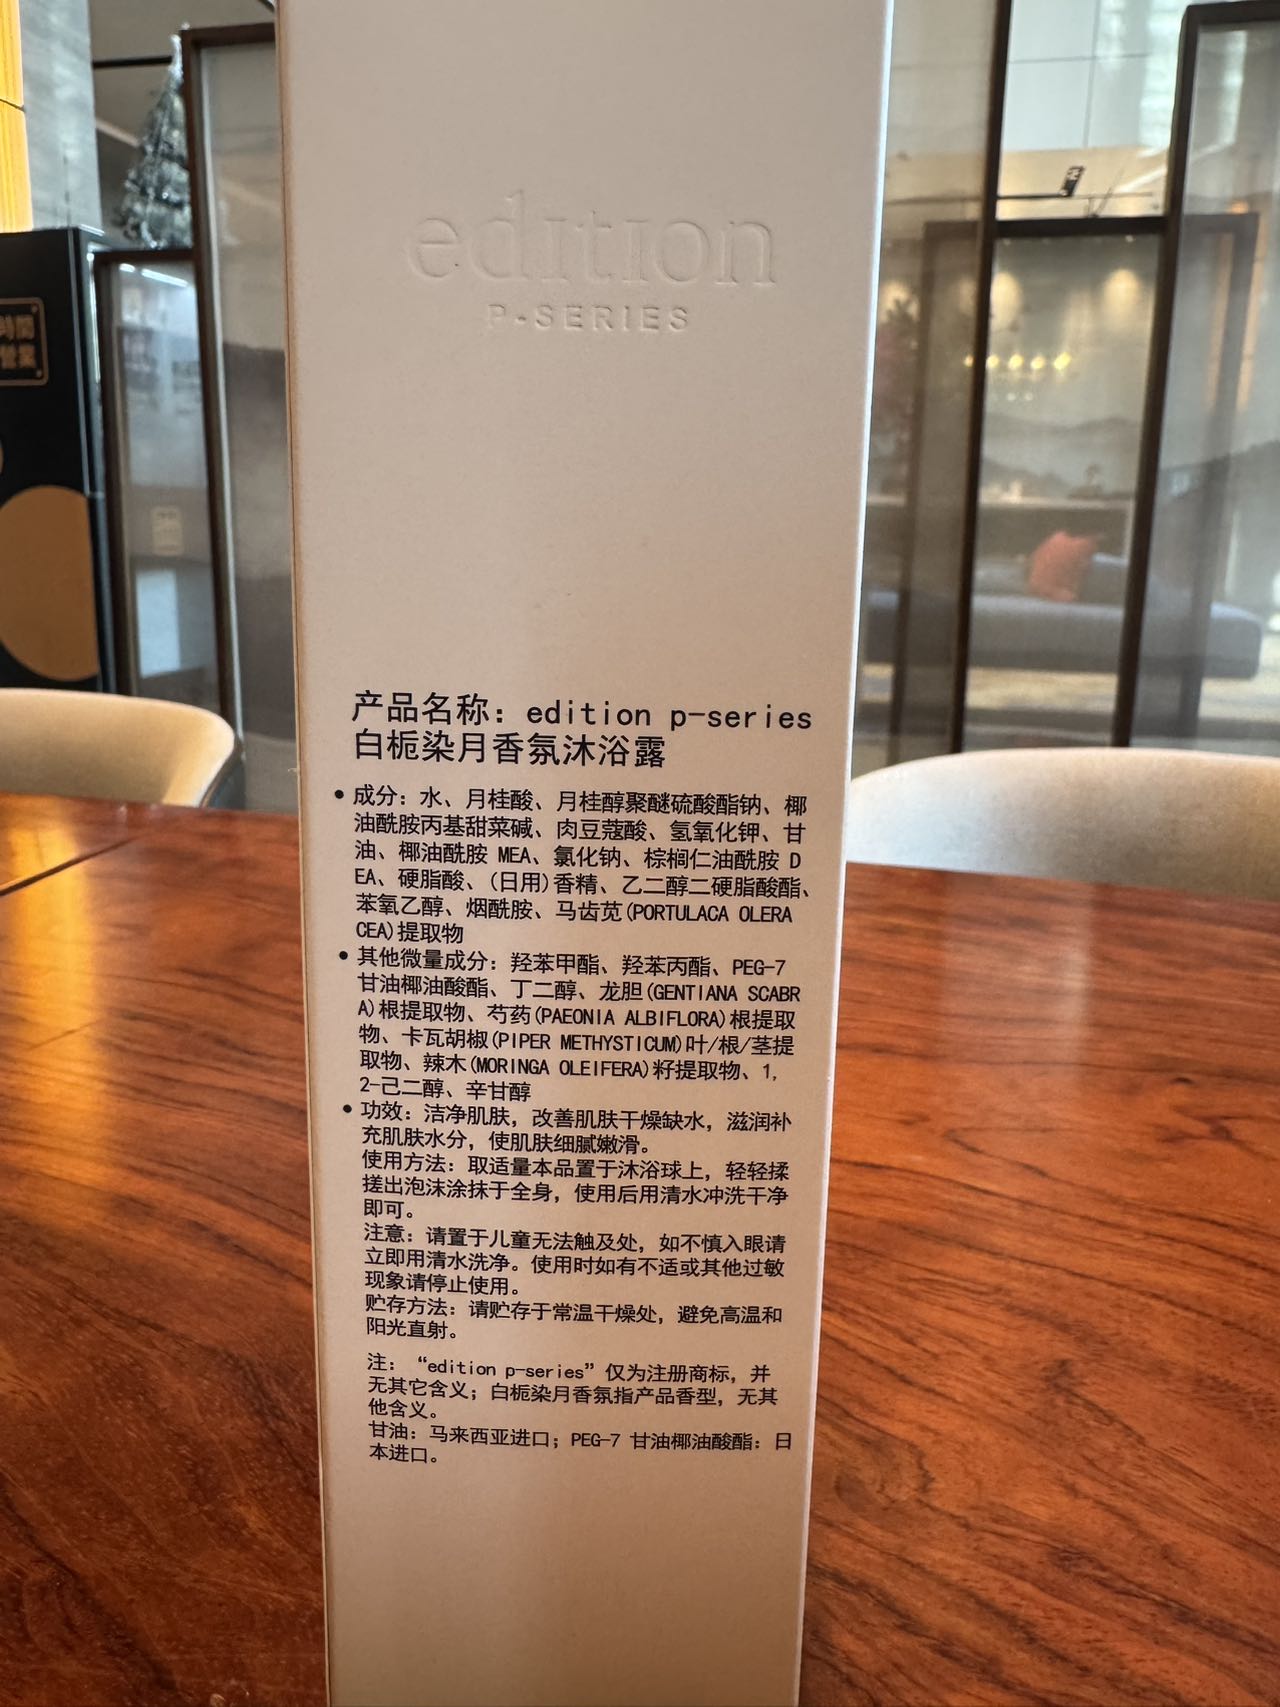 edition
P-SERIES
時間
營業
产品名称：edition p-series
白栀染月香氛沐浴露
• 成分：水、月桂酸、月桂醇聚醚硫酸酯钠、椰
油酰胺丙基甜菜碱、肉豆蔻酸、氢氧化钾、甘
油、椰油酰胺 MEA、氯化钠、棕榈仁油酰胺 D
EA、硬脂酸、(日用)香精、乙二醇二硬脂酸酯、
苯氧乙醇、烟酰胺、马齿苋(PORTULACA OLERA
CEA)提取物
• 其他微量成分：羟苯甲酯、羟苯丙酯、PEG-7
甘油椰油酸酯、丁二醇、龙胆(GENTIANA SCABR
A)根提取物、芍药(PAEONIA ALBIFLORA)根提取
物、卡瓦胡椒(PIPER METHYSTICUM)叶/根/茎提
取物、辣木(MORINGA OLEIFERA)籽提取物、1,
2-己二醇、辛甘醇
• 功效：洁净肌肤，改善肌肤干燥缺水，滋润补
充肌肤水分，使肌肤细腻嫩滑。
使用方法：取适量本品置于沐浴球上，轻轻揉
搓出泡沫涂抹于全身，使用后用清水冲洗干净
即可。
注意：请置于儿童无法触及处，如不慎入眼请
立即用清水洗净。使用时如有不适或其他过敏
现象请停止使用。
贮存方法：请贮存于常温干燥处，避免高温和
阳光直射。
注：“edition p-series”仅为注册商标，并
无其它含义；白栀染月香氛指产品香型，无其
他含义。
甘油：马来西亚进口；PEG-7 甘油椰油酸酯：日
本进口。